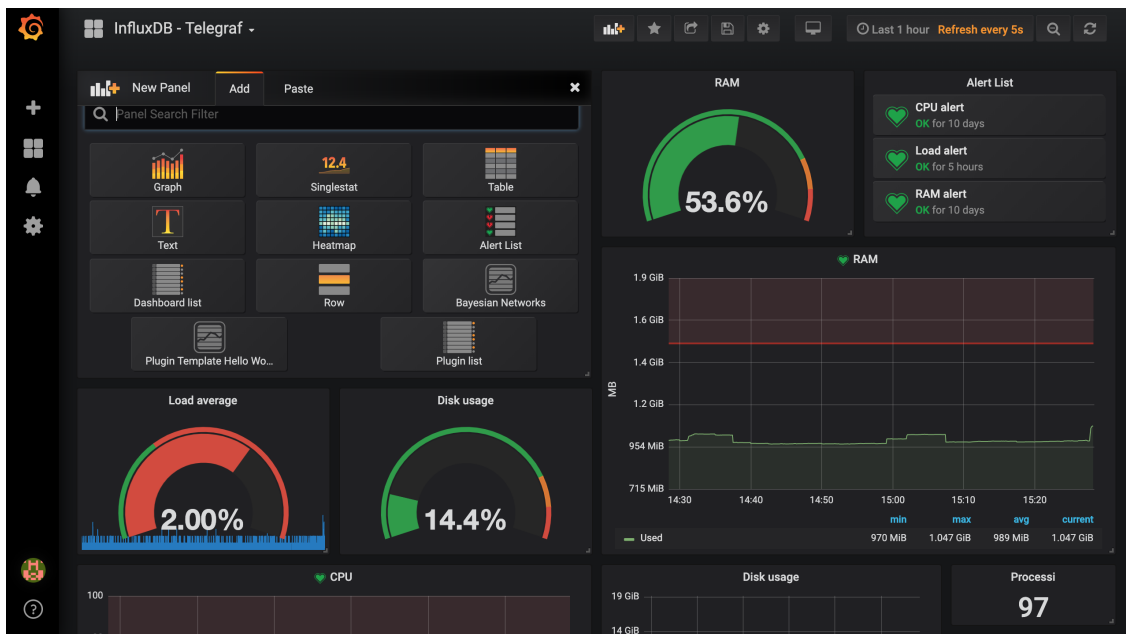 InfluxDB - Telegraf
Last 1 hour Refresh every 5s
New Panel
Add
Paste
Panel Search Filter
Graph
12.4
Singlestat
Table
T
Text
Heatmap
Alert List
Dashboard list
Row
Bayesian Networks
Plugin Template Hello Wo...
Plugin list
RAM
53.6%
Alert List
CPU alert
OK for 10 days
Load alert
OK for 5 hours
RAM alert
OK for 10 days
RAM
1.9 GiB
1.6 GiB
1.4 GiB
1.2 GiB
954 MiB
715 MiB
MB
14:30 14:40 14:50 15:00 15:10 15:20
min max avg current
Used 970 MiB 1.047 GiB 989 MiB 1.047 GiB
Load average
2.00%
Disk usage
14.4%
CPU
100
Disk usage
19 GiB
14 GiB
Processi
97
?